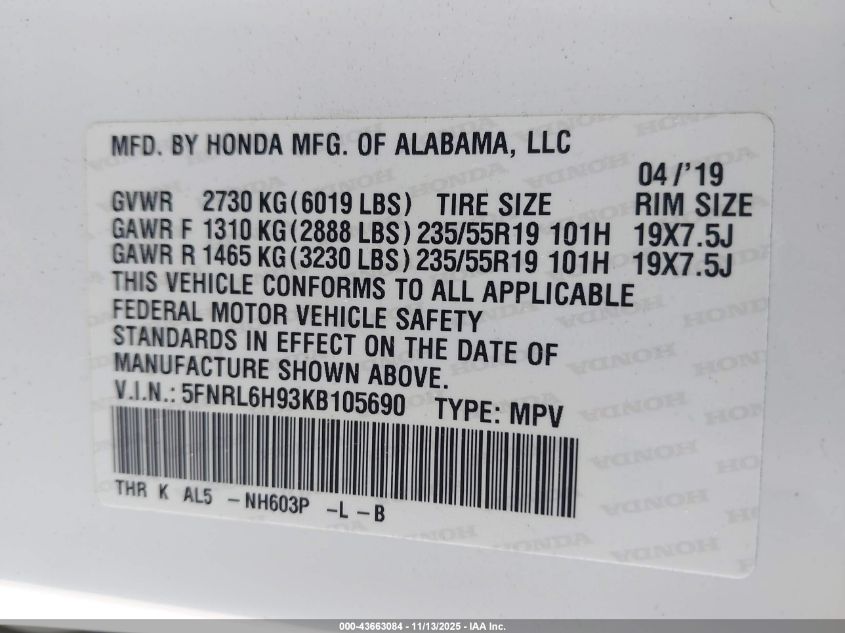 MFD. BY HONDA MFG. OF ALABAMA, LLC
04/'19
GVWR 2730 KG(6019 LBS) TIRE SIZE RIM SIZE
GAWR F 1310 KG(2888 LBS) 235/55R19 101H 19X7.5J
GAWR R 1465 KG(3230 LBS) 235/55R19 101H 19X7.5J
THIS VEHICLE CONFORMS TO ALL APPLICABLE
FEDERAL MOTOR VEHICLE SAFETY
STANDARDS IN EFFECT ON THE DATE OF
MANUFACTURE SHOWN ABOVE.
V.I.N.: 5FNRL6H93KB105690 TYPE: MPV
THR K AL5 -NH603P -L -B
000-43663084 - 11/13/2025 - IAA Inc.